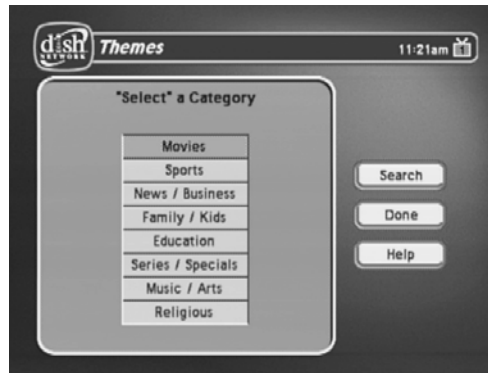 dish
NETWORK
Themes
11:21am
1
"Select" a Category
Movies
Sports
News / Business
Family / Kids
Education
Series / Specials
Music / Arts
Religious
Search
Done
Help